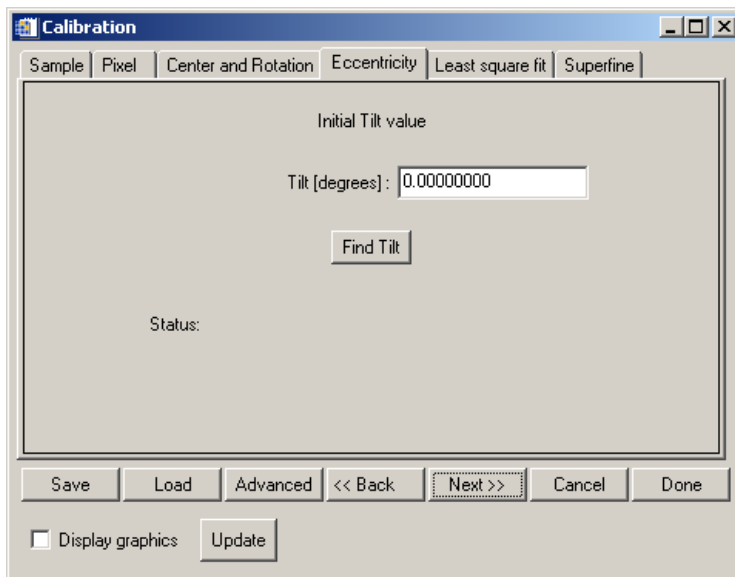 Calibration
Sample Pixel Center and Rotation Eccentricity Least square fit Superfine
Initial Tilt value
Tilt [degrees] : 0.00000000
Find Tilt
Status:
Save Load Advanced << Back Next >> Cancel Done
Display graphics Update